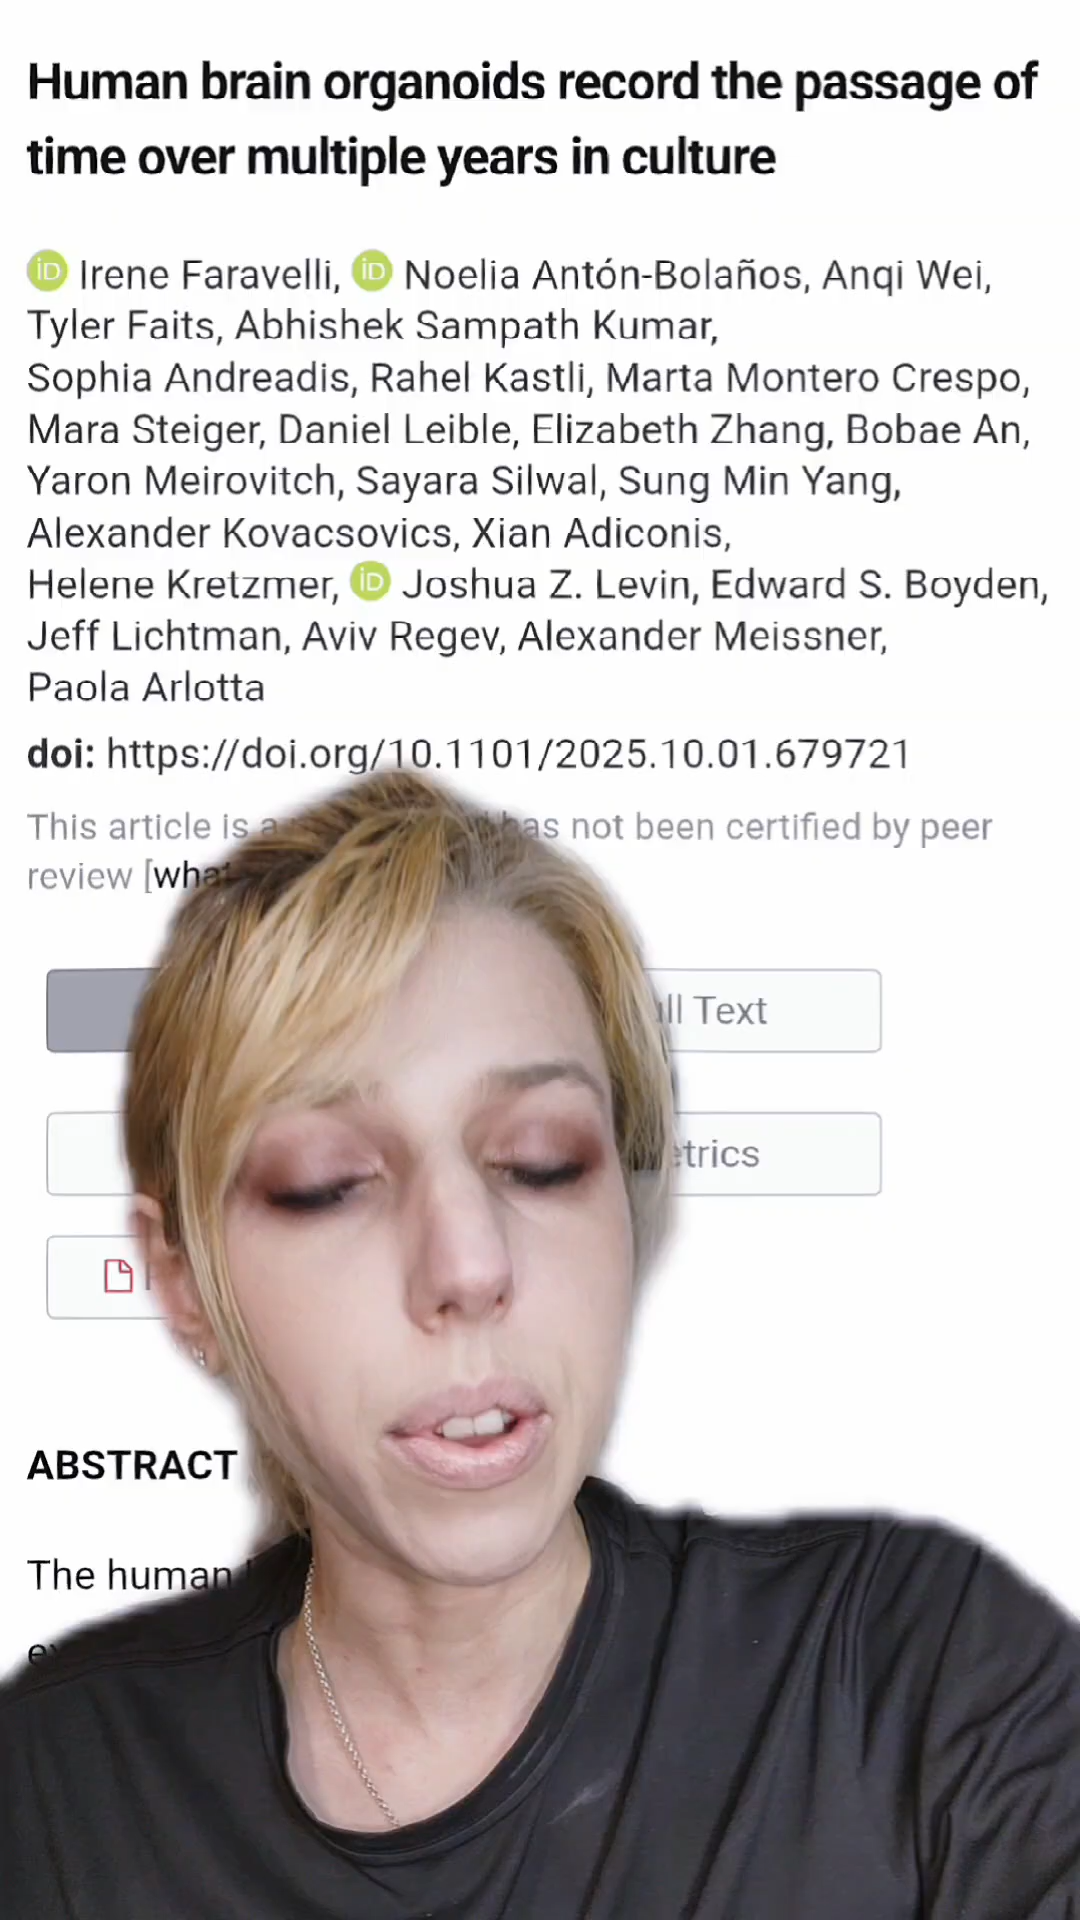 Human brain organoids record the passage of
time over multiple years in culture
iD Irene Faravelli, iD Noelia Antón-Bolaños, Anqi Wei,
Tyler Faits, Abhishek Sampath Kumar,
Sophia Andreadis, Rahel Kastli, Marta Montero Crespo,
Mara Steiger, Daniel Leible, Elizabeth Zhang, Bobae An,
Yaron Meirovitch, Sayara Silwal, Sung Min Yang,
Alexander Kovacsovics, Xian Adiconis,
Helene Kretzmer, iD Joshua Z. Levin, Edward S. Boyden,
Jeff Lichtman, Aviv Regev, Alexander Meissner,
Paola Arlotta
doi: https://doi.org/10.1101/2025.10.01.679721
This article is a has not been certified by peer
review [what
Text
ABSTRACT
The human